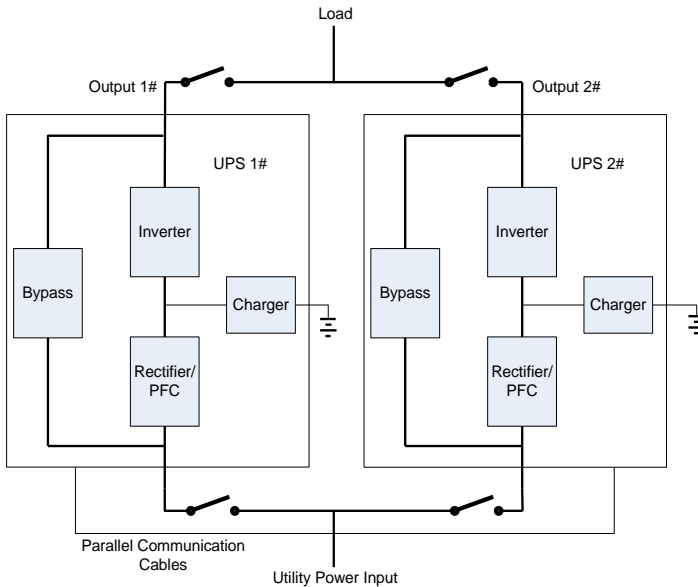 Load
Output 1#
Output 2#
UPS 1#
UPS 2#
Inverter
Inverter
Bypass
Charger
Bypass
Charger
Rectifier/
PFC
Rectifier/
PFC
Parallel Communication
Cables
Utility Power Input